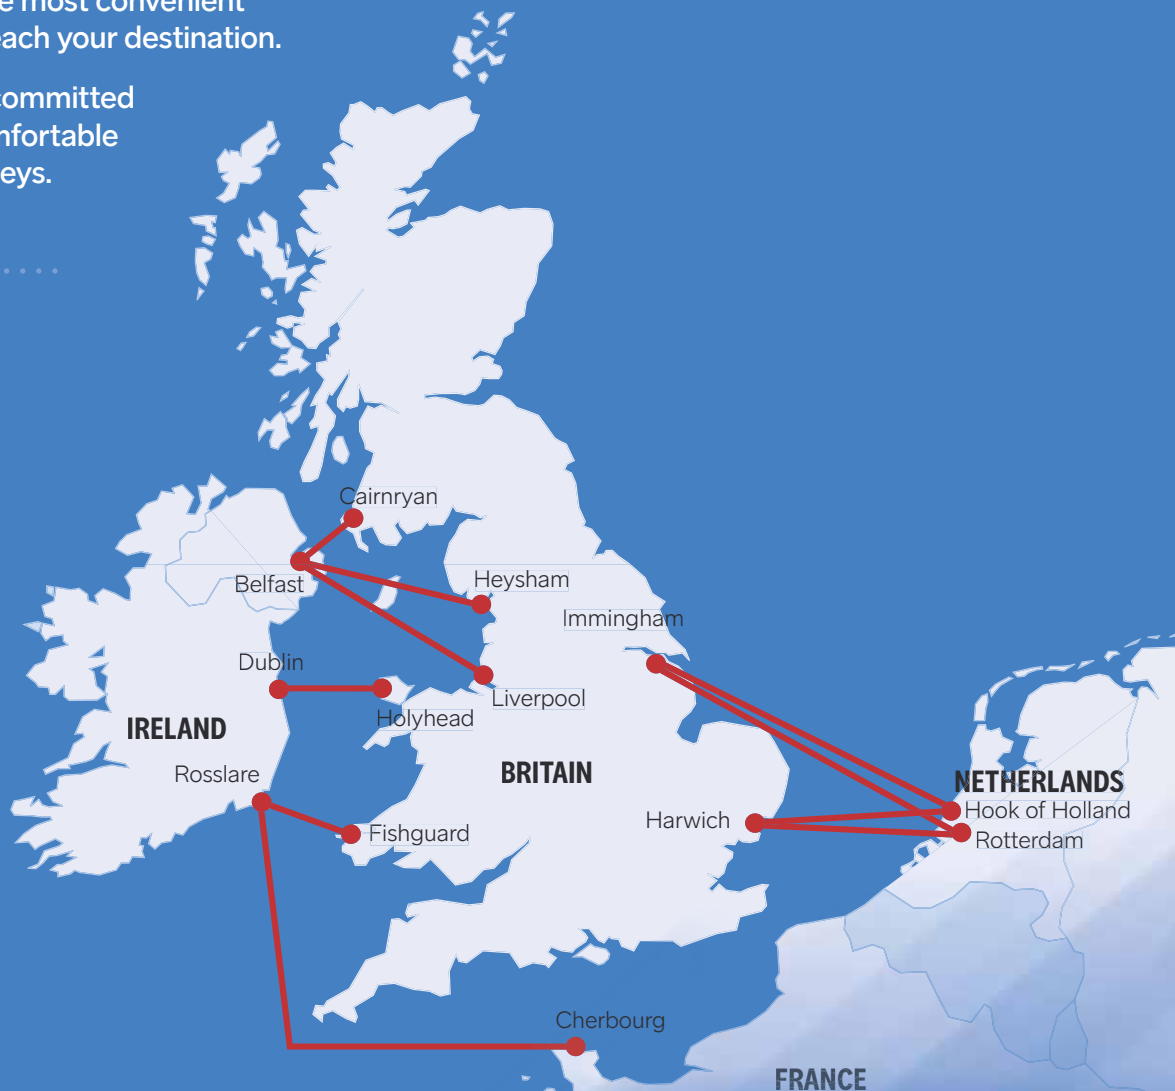 most convenient
each your destination.
committed
eys.
Cairnryan
Belfast
Heysham
Immingham
Dublin
Liverpool
Holyhead
IRELAND
BRITAIN
Rosslare
NETHERLANDS
Hook of Holland
Harwich
Fishguard
Rotterdam
Cherbourg
FRANCE